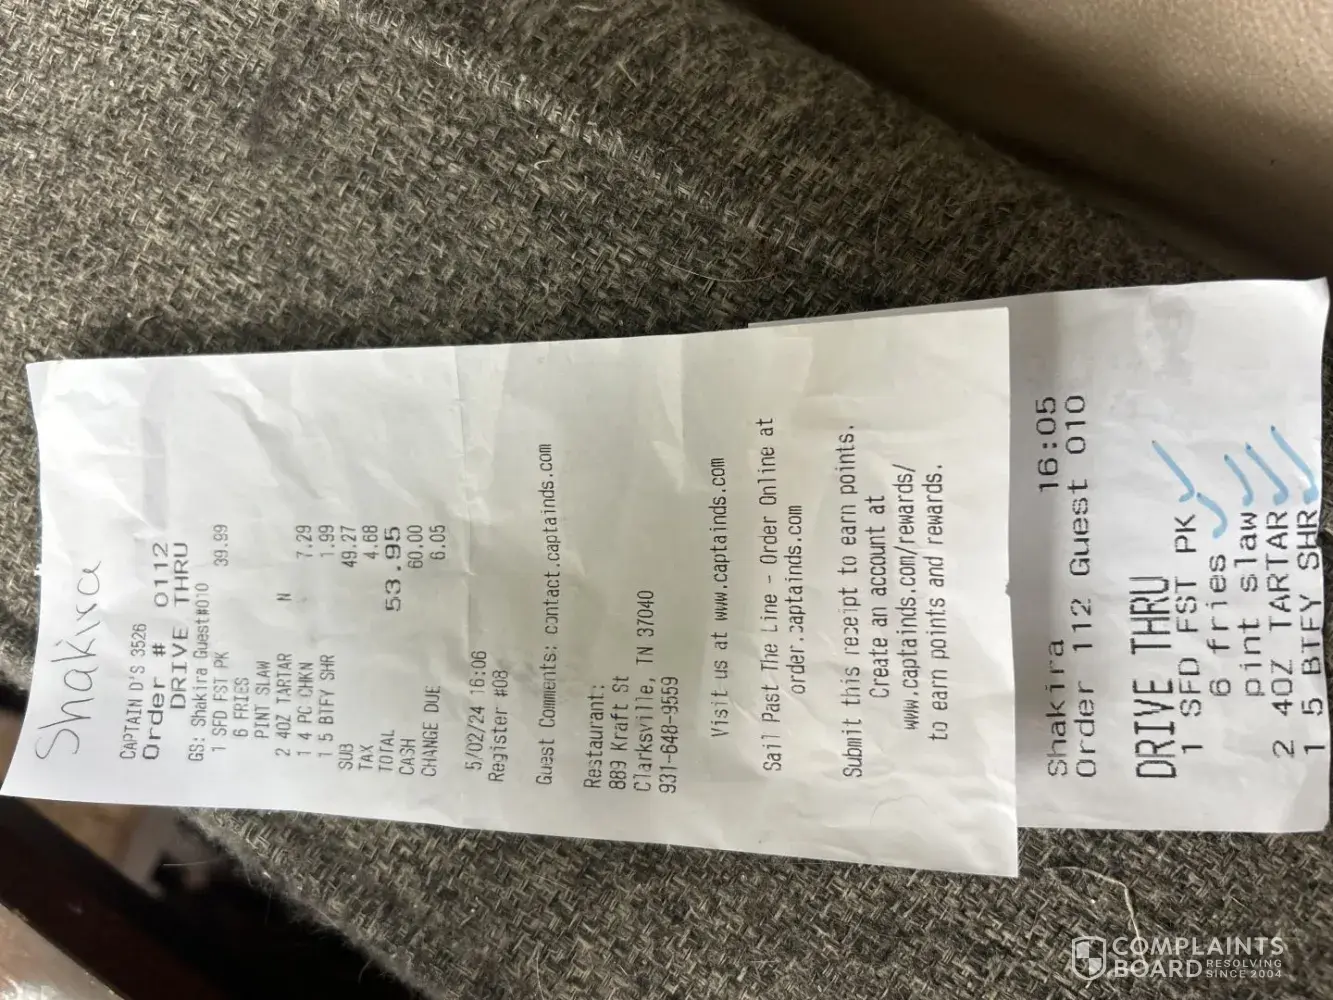 Shakira
CAPTAIN D'S 3526
Order # 0112
DRIVE THRU
GS: Shakira Guest#010
1 SFD FST PK 39.99
6 FRIES
PINT SLAW
2 4OZ TARTAR N
1 4 PC CHKN 7.29
1 5 BTFY SHR 1.99
SUB 49.27
TAX 4.68
TOTAL 53.95
CASH 60.00
CHANGE DUE 6.05
5/02/24 16:06
Register #08
Guest Comments: contact.captainds.com
Restaurant:
889 Kraft St
Clarksville, TN 37040
931-648-9559
Visit us at www.captainds.com
Sail Past The Line - Order Online at
order.captainds.com
Submit this receipt to earn points.
Create an account at
www.captainds.com/rewards/
to earn points and rewards.
Shakira 16:05
Order 112 Guest 010
DRIVE THRU
1 SFD FST PK
6 fries
pint slaw
2 4OZ TARTAR
1 5 BTFY SHR
COMPLAINTS
BOARD RESOLVING
SINCE 2004